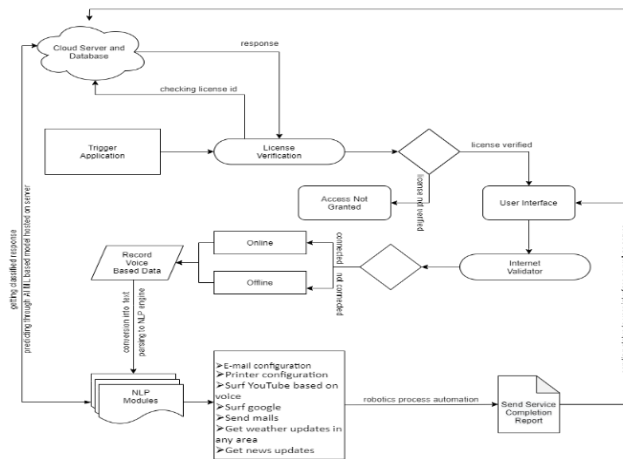 Cloud Server and
Database
response
checking license id
Trigger
Application
License
Verification
license verified
license not verified
Access Not
Granted
User Interface
Internet
Validator
connected
not connected
Online
Offline
Record
Voice
Based Data
getting classified response
predicting through AI ML based model hosted on server
conversion into text
parsing to NLP engine
NLP
Modules
➢E-mail configuration
➢Printer configuration
➢Surf YouTube based on
voice
➢Surf google
➢Send mails
➢Get weather updates in
any area
➢Get news updates
robotics process automation
Send Service
Completion
Report